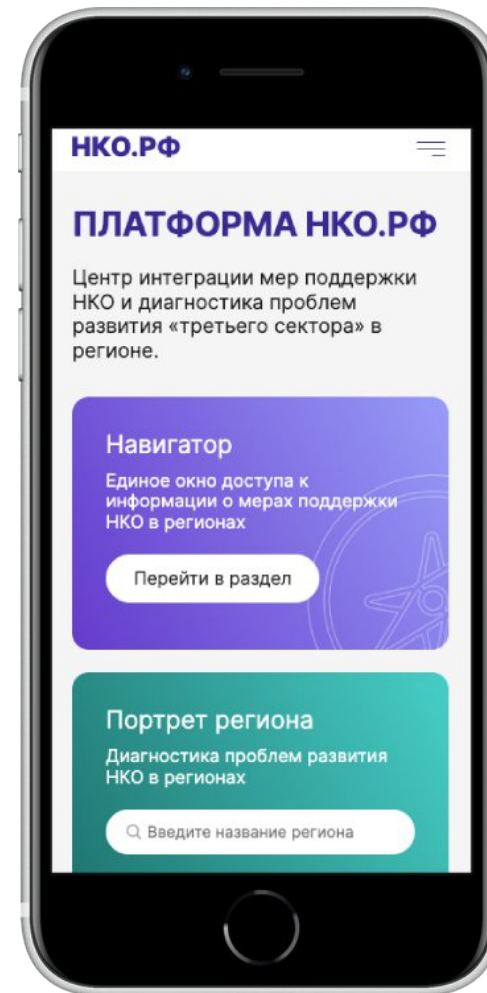 НКО.РФ
ПЛАТФОРМА НКО.РФ
Центр интеграции мер поддержки
НКО и диагностика проблем
развития «третьего сектора» в
регионе.
Навигатор
Единое окно доступа к
информации о мерах поддержки
НКО в регионах
Перейти в раздел
Портрет региона
Диагностика проблем развития
НКО в регионах
Введите название региона